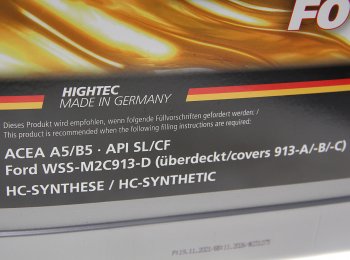 FO
HIGHTEC
MADE IN GERMANY
Dieses Produkt wird empfohlen, wenn folgende Füllvorschriften gefordert werden: /
This product is recommended when the following filling instructions are required:
ACEA A5/B5 · API SL/CF
Ford WSS-M2C913-D (überdeckt/covers 913-A/-B/-C)
HC-SYNTHESE / HC-SYNTHETIC